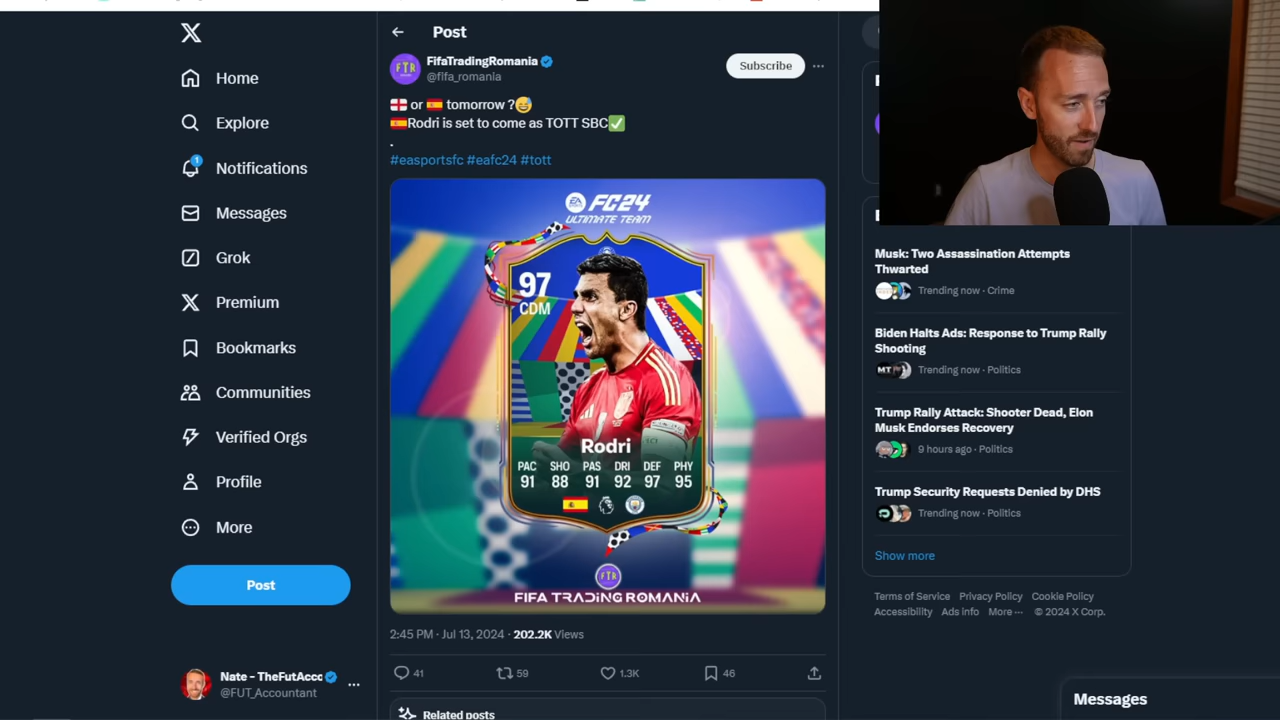 Home
Explore
1
Notifications
Messages
Grok
Premium
Bookmarks
Communities
Verified Orgs
Profile
More
Post
Nate - TheFutAcc
@FUT_Accountant
Post
FTR
FifaTradingRomania
@fifa_romania
Subscribe
or tomorrow ?
Rodri is set to come as TOTT SBC
.
#easportsfc #eafc24 #tott
EA SPORTS FC24
ULTIMATE TEAM
97
CDM
Rodri
PAC SHO PAS DRI DEF PHY
91 88 91 92 97 95
FTR
FIFA TRADING ROMANIA
2:45 PM · Jul 13, 2024 · 202.2K Views
41 59 1.3K 46
Related posts
Musk: Two Assassination Attempts
Thwarted
Trending now · Crime
Biden Halts Ads: Response to Trump Rally
Shooting
Trending now · Politics
Trump Rally Attack: Shooter Dead, Elon
Musk Endorses Recovery
9 hours ago · Politics
Trump Security Requests Denied by DHS
Trending now · Politics
Show more
Terms of Service Privacy Policy Cookie Policy
Accessibility Ads info More ··· © 2024 X Corp.
Messages